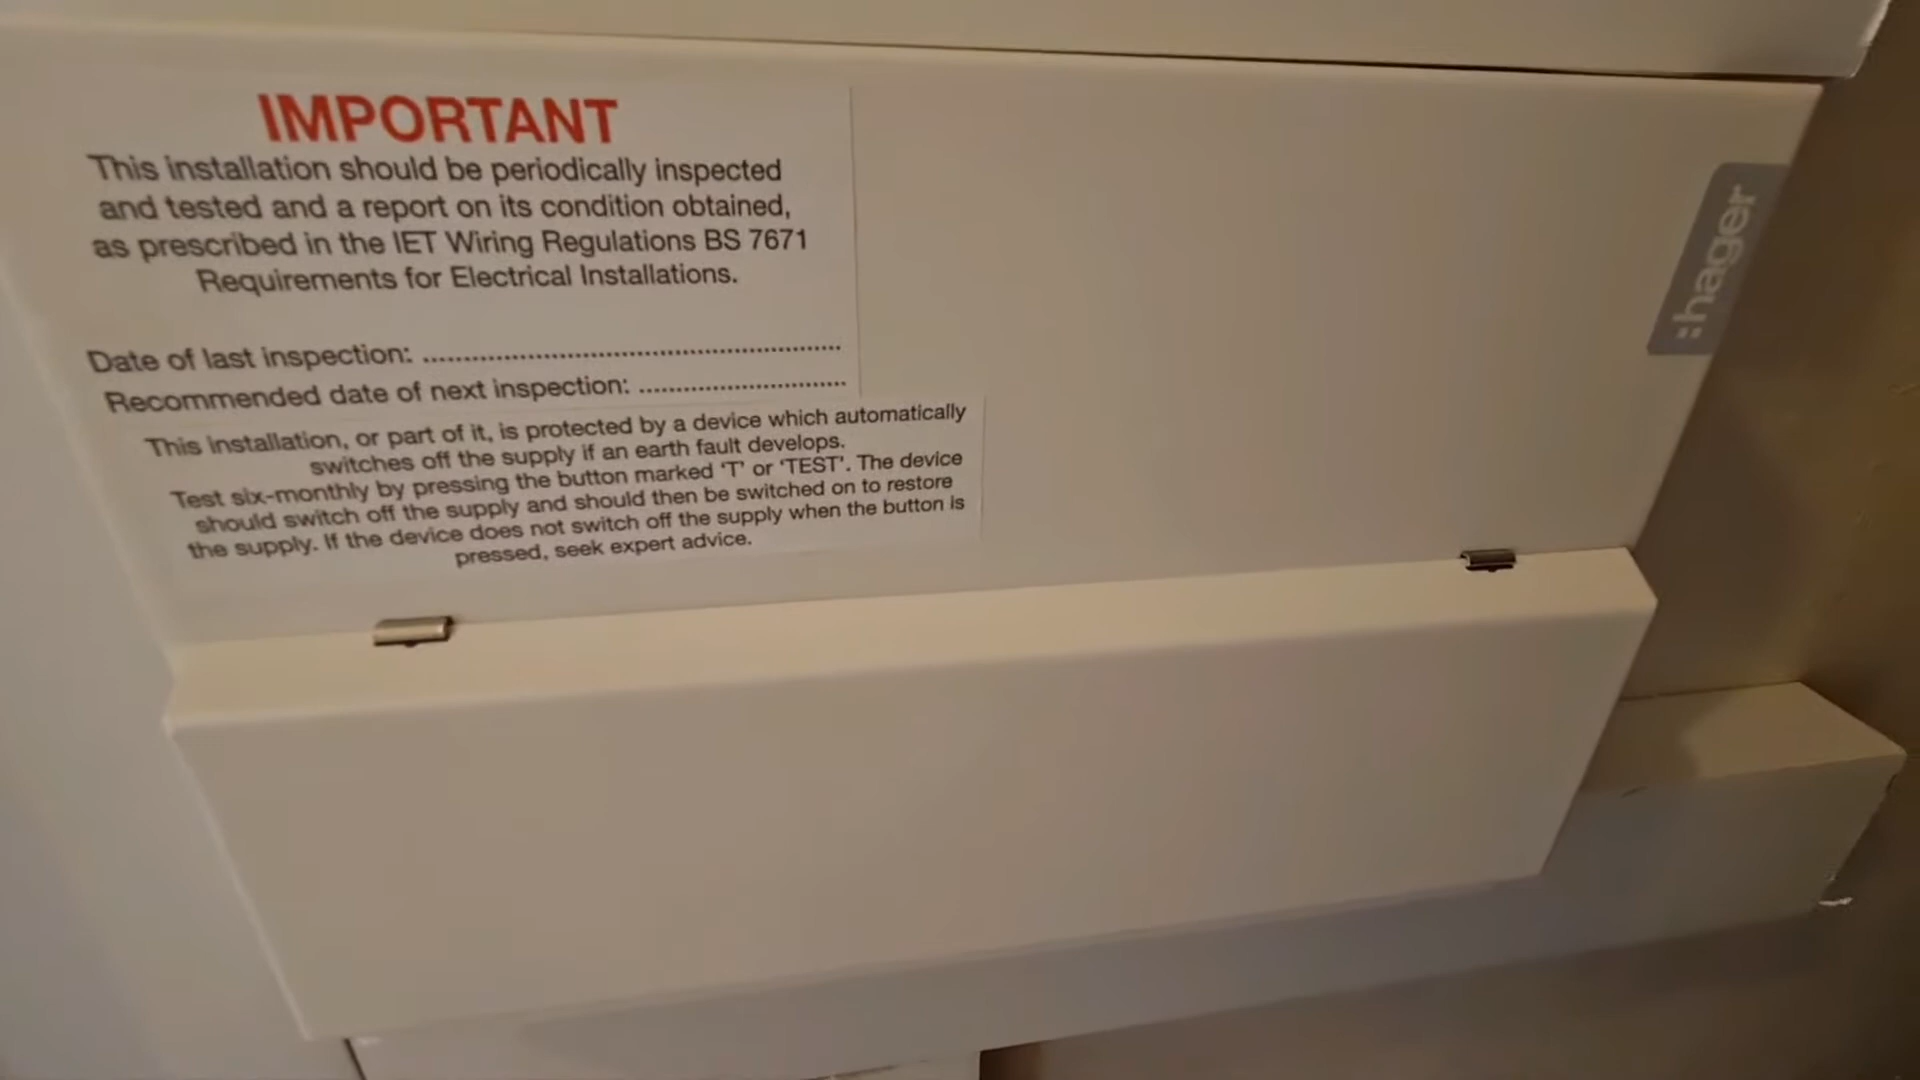 IMPORTANT
This installation should be periodically inspected
and tested and a report on its condition obtained,
as prescribed in the IET Wiring Regulations BS 7671
Requirements for Electrical Installations.
Date of last inspection: ........................................................
Recommended date of next inspection: ............................
This installation, or part of it, is protected by a device which automatically
switches off the supply if an earth fault develops.
Test six-monthly by pressing the button marked 'T' or 'TEST'. The device
should switch off the supply and should then be switched on to restore
the supply. If the device does not switch off the supply when the button is
pressed, seek expert advice.
:hager